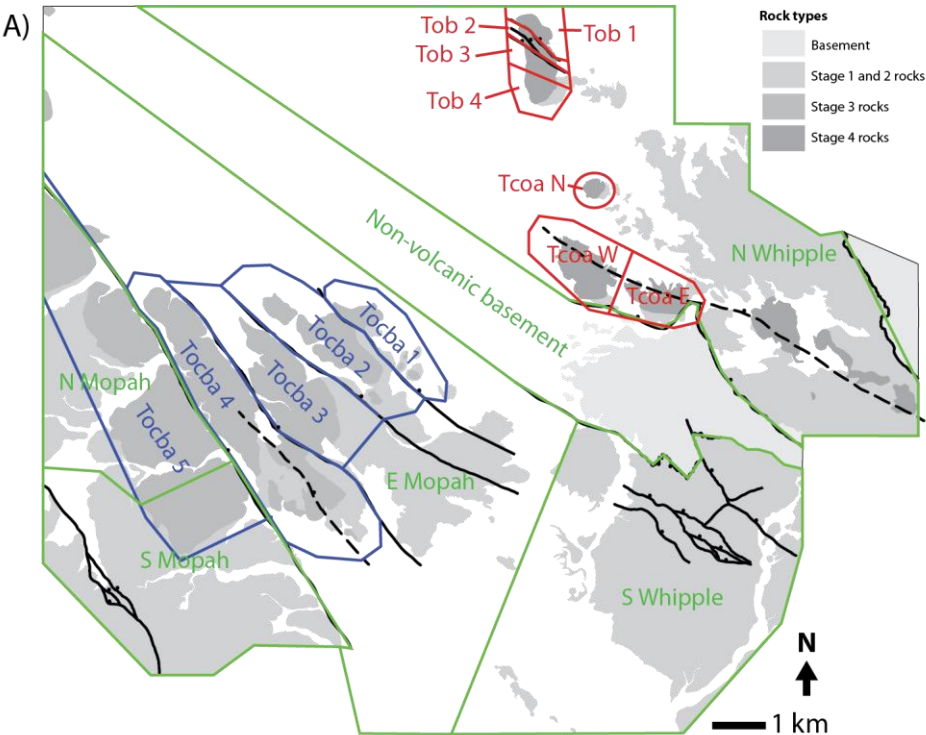 A)
Rock types
Basement
Stage 1 and 2 rocks
Stage 3 rocks
Stage 4 rocks
Tob 2
Tob 1
Tob 3
Tob 4
Tcoa N
Tcoa W
Tcoa E
N Whipple
Non-volcanic basement
Tocba 1
Tocba 2
Tocba 3
Tocba 4
Tocba 5
N Mopah
E Mopah
S Mopah
S Whipple
N
1 km